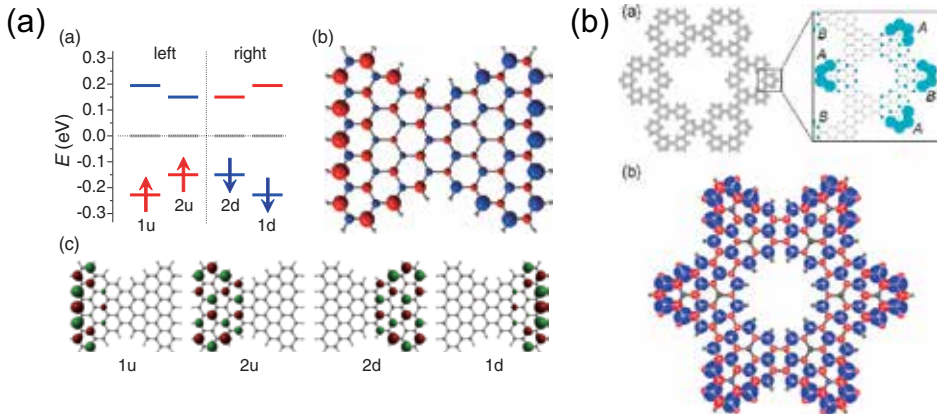 (a)
(a)
left
right
0.3
0.2
0.1
0.0
-0.1
-0.2
-0.3
E (eV)
1u
2u
2d
1d
(b)
(c)
1u
2u
2d
1d
(b)
(a)
B
A
A
B
B
A
(b)